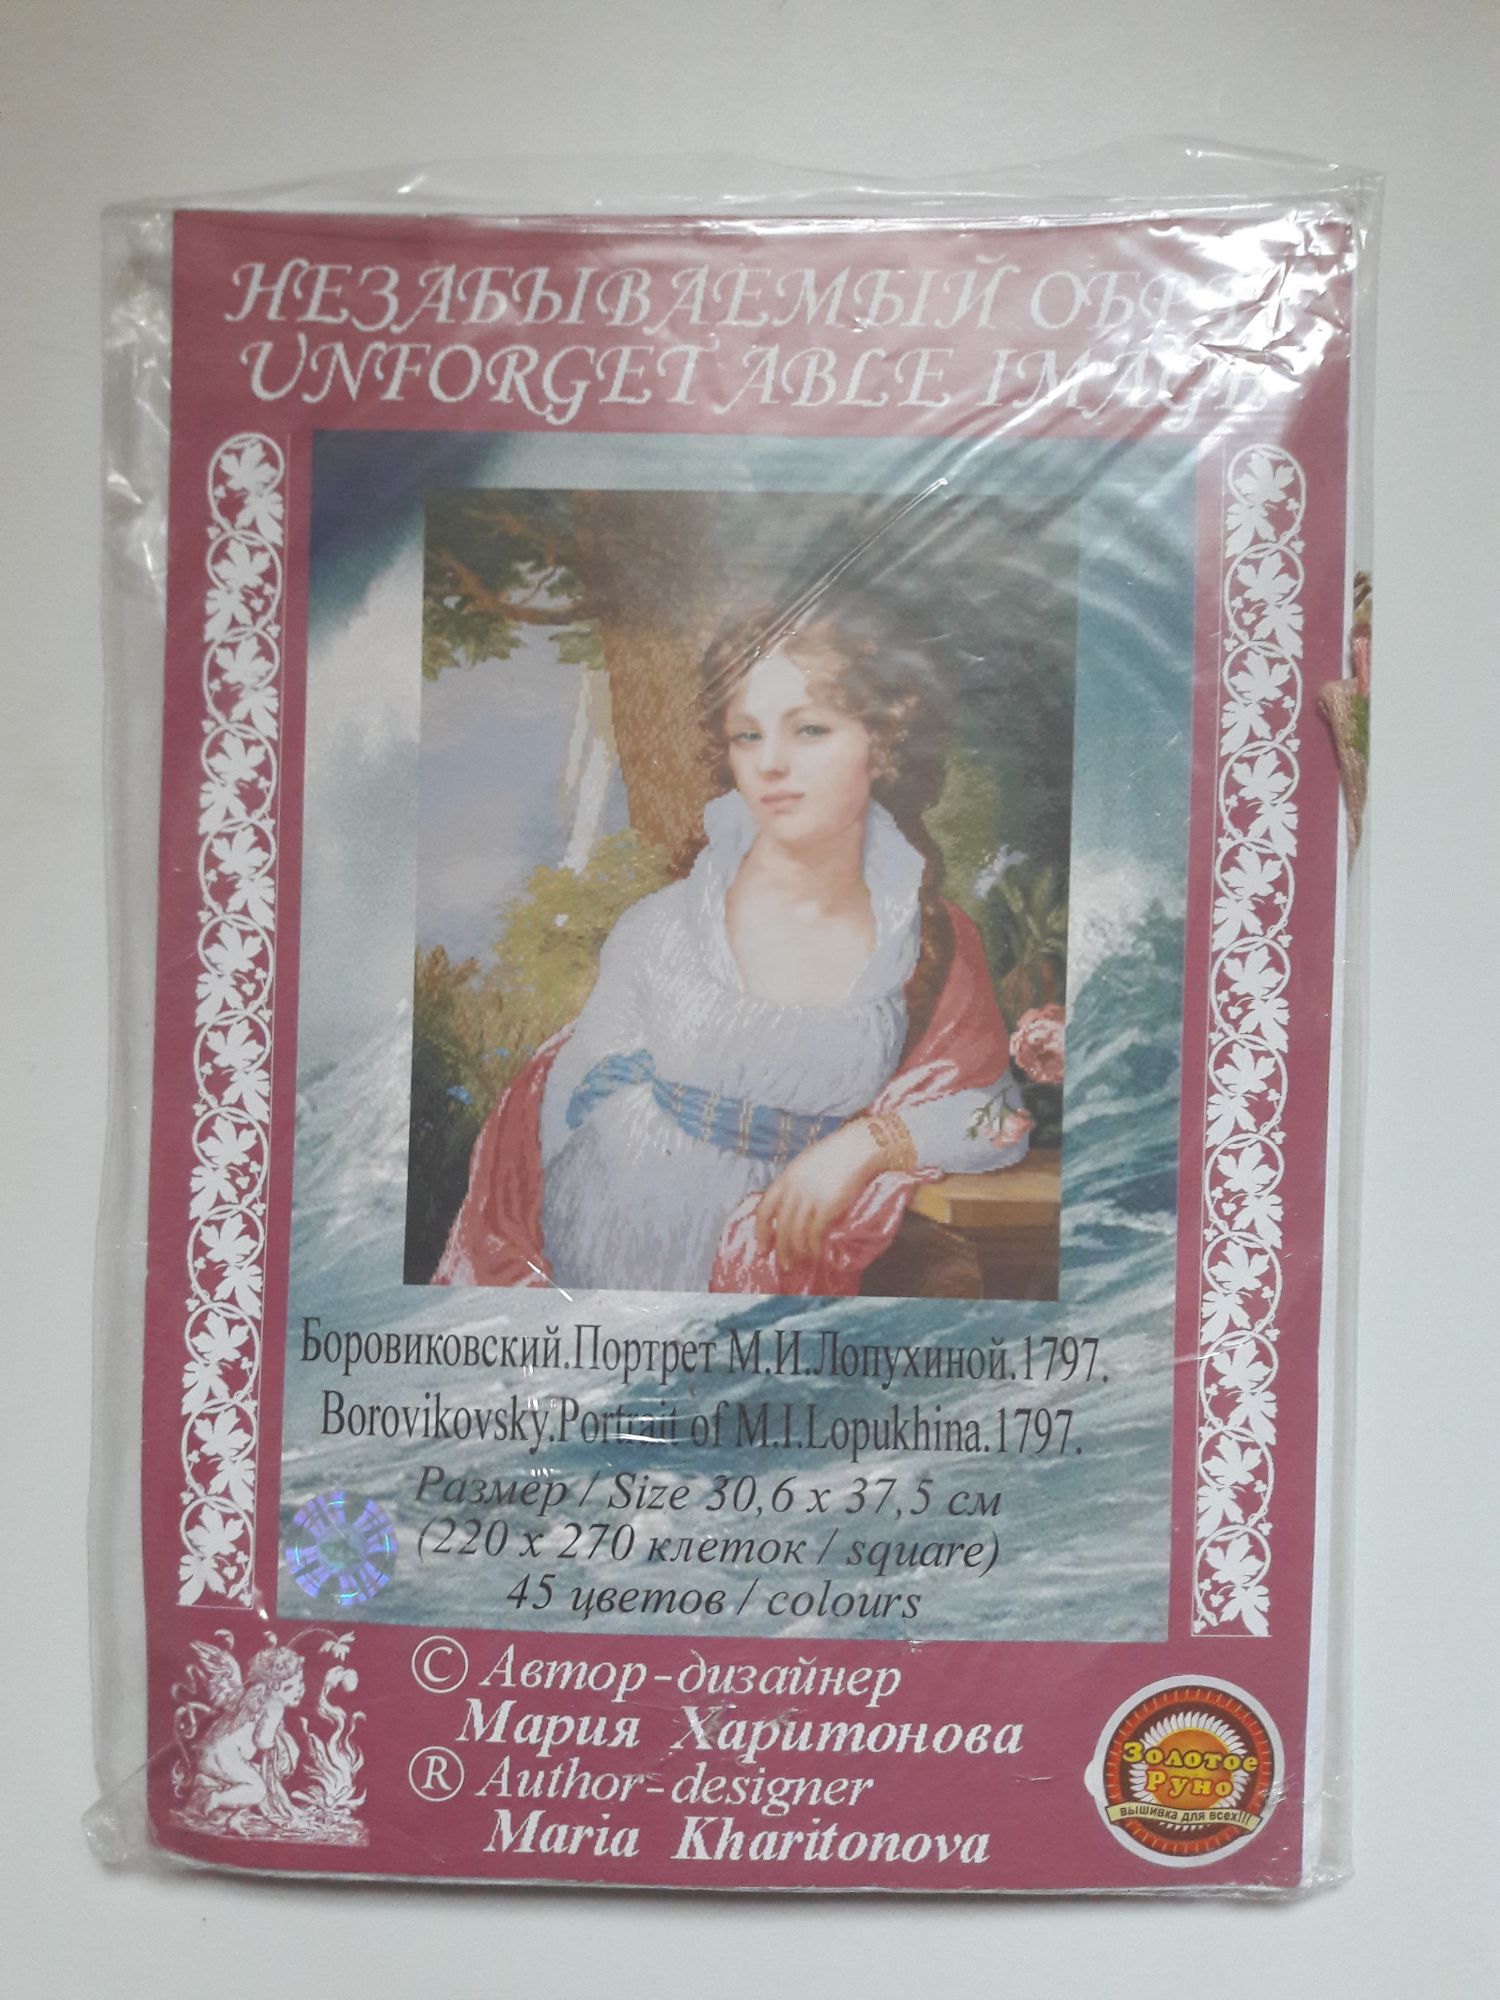 НЕЗАБЫВАЕМЫЙ ОБРАЗ
UNFORGETABLE IMAGE
Боровиковский.Портрет М.И.Лопухиной.1797.
Borovikovsky.Portrait of M.I.Lopukhina.1797.
Размер / Size 30,6 x 37,5 см
(220 x 270 клеток / square)
45 цветов / colours
© Автор-дизайнер
Мария Харитонова
® Author-designer
Maria Kharitonova
Золотое
Руно
вышивка для всех!!!